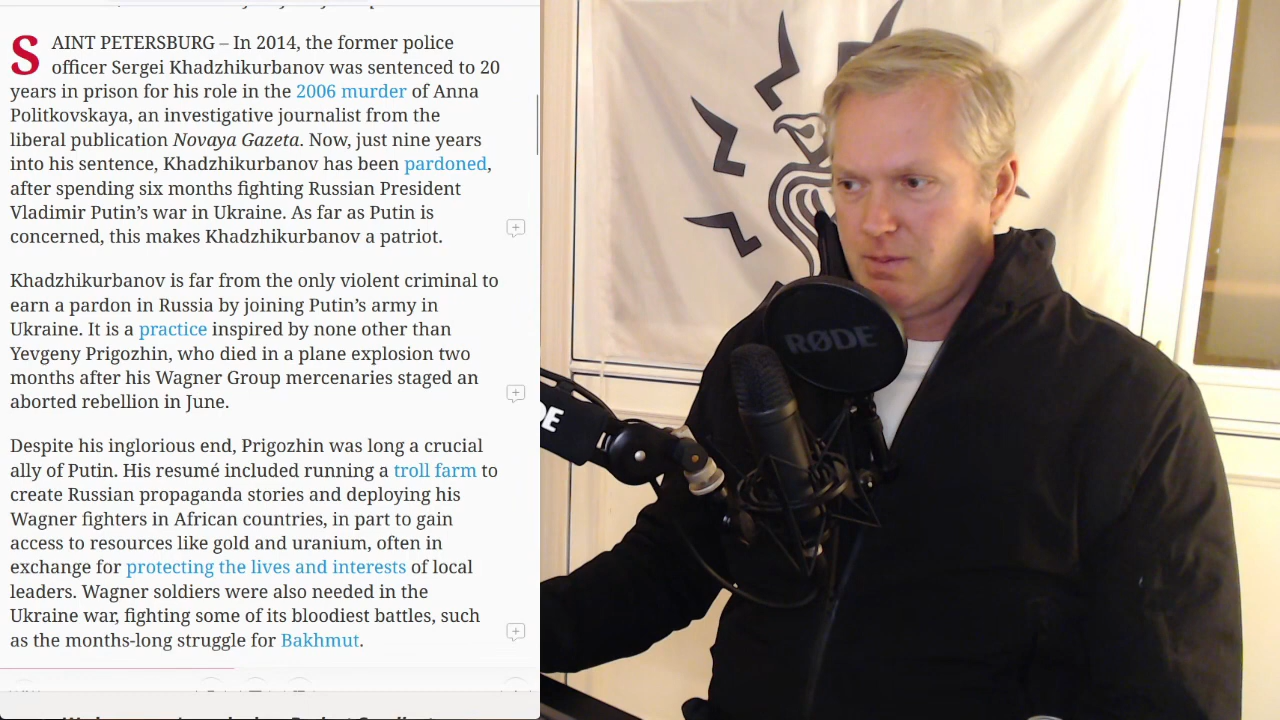 SAINT PETERSBURG – In 2014, the former police
officer Sergei Khadzhikurbanov was sentenced to 20
years in prison for his role in the 2006 murder of Anna
Politkovskaya, an investigative journalist from the
liberal publication Novaya Gazeta. Now, just nine years
into his sentence, Khadzhikurbanov has been pardoned,
after spending six months fighting Russian President
Vladimir Putin’s war in Ukraine. As far as Putin is
concerned, this makes Khadzhikurbanov a patriot.
Khadzhikurbanov is far from the only violent criminal to
earn a pardon in Russia by joining Putin’s army in
Ukraine. It is a practice inspired by none other than
Yevgeny Prigozhin, who died in a plane explosion two
months after his Wagner Group mercenaries staged an
aborted rebellion in June.
Despite his inglorious end, Prigozhin was long a crucial
ally of Putin. His resumé included running a troll farm to
create Russian propaganda stories and deploying his
Wagner fighters in African countries, in part to gain
access to resources like gold and uranium, often in
exchange for protecting the lives and interests of local
leaders. Wagner soldiers were also needed in the
Ukraine war, fighting some of its bloodiest battles, such
as the months-long struggle for Bakhmut.
RØDE
DE